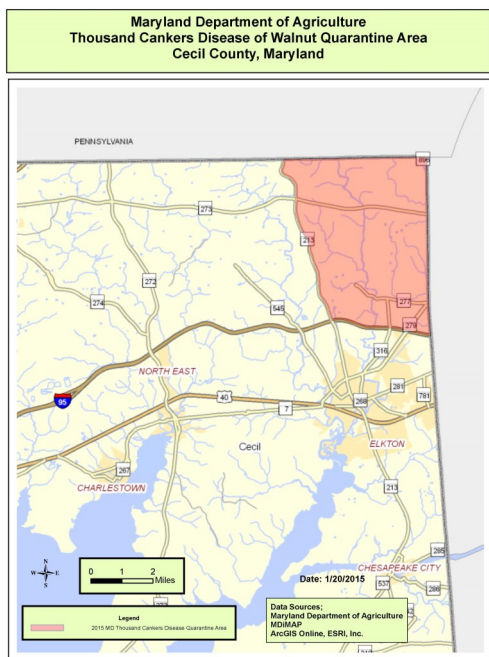 Maryland Department of Agriculture
Thousand Cankers Disease of Walnut Quarantine Area
Cecil County, Maryland
PENNSYLVANIA
896
273
213
272
274
277
545
279
316
NORTH EAST
281
40
781
95
7
268
Cecil
ELKTON
267
CHARLESTOWN
213
285
CHESAPEAKE CITY
N
W E
S
0 1 2
Miles
Date: 1/20/2015
537
286
Legend
2015 MD Thousand Cankers Disease Quarantine Area
Data Sources;
Maryland Department of Agriculture
MDiMAP
ArcGIS Online, ESRI, Inc.